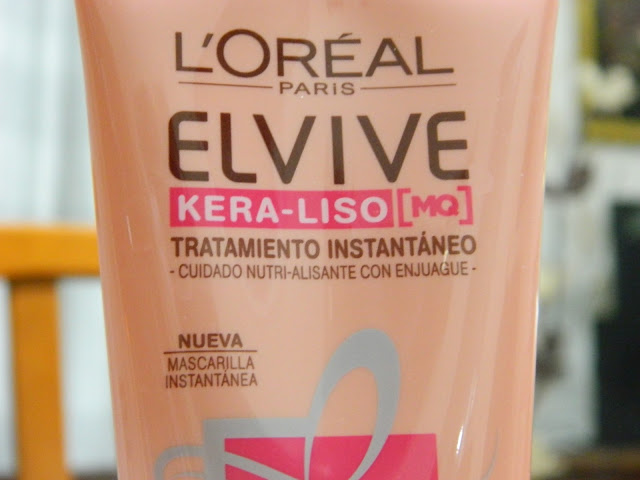 L'ORÉAL
PARIS
ELVIVE
KERA-LISO [MQ]
TRATAMIENTO INSTANTÁNEO
- CUIDADO NUTRI-ALISANTE CON ENJUAGUE -
NUEVA
MASCARILLA
INSTANTÁNEA